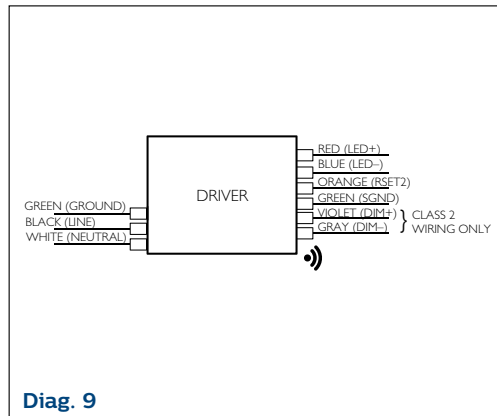 RED (LED+)
BLUE (LED–)
ORANGE (RSET2)
GREEN (SGND)
VIOLET (DIM+)
GRAY (DIM–)
CLASS 2
WIRING ONLY
DRIVER
GREEN (GROUND)
BLACK (LINE)
WHITE (NEUTRAL)
Diag. 9